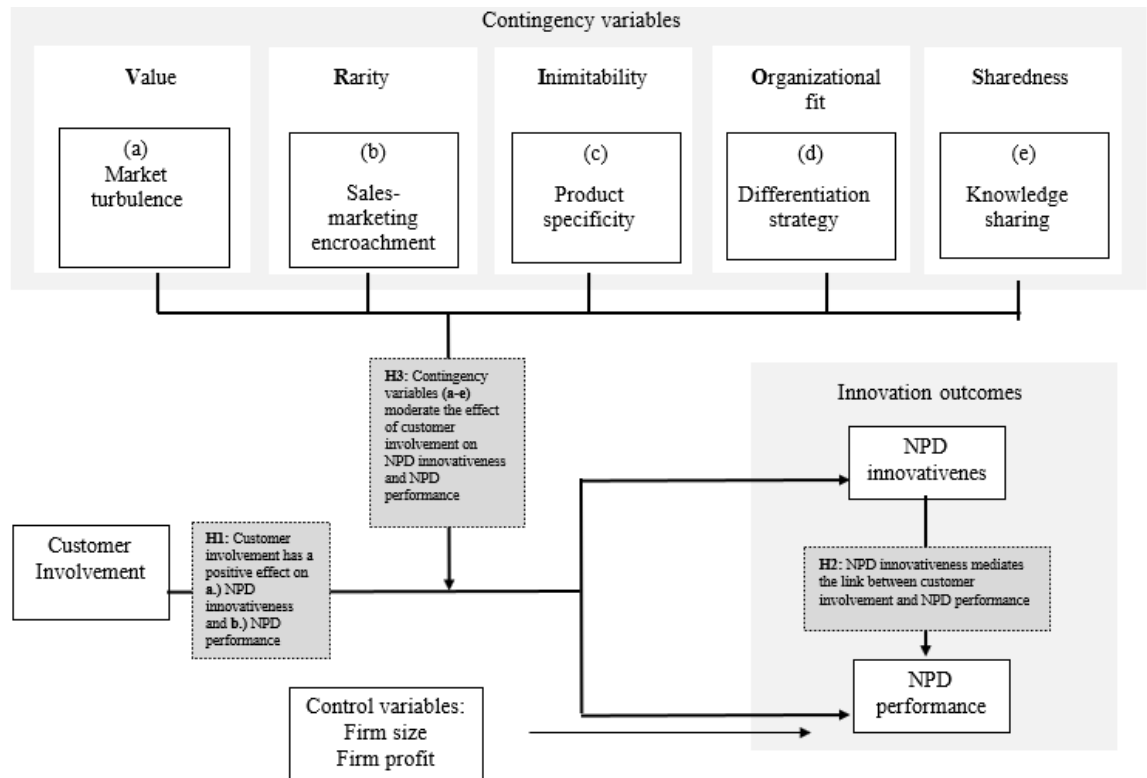 Contingency variables
Value
(a)
Market
turbulence
Rarity
(b)
Sales-
marketing
encroachment
Inimitability
(c)
Product
specificity
Organizational
fit
(d)
Differentiation
strategy
Sharedness
(e)
Knowledge
sharing
H3: Contingency
variables (a-e)
moderate the effect
of customer
involvement on
NPD innovativeness
and NPD
performance
Innovation outcomes
NPD
innovativenes
Customer
Involvement
H1: Customer
involvement has a
positive effect on
a.) NPD
innovativeness
and b.) NPD
performance
H2: NPD innovativeness mediates
the link between customer
involvement and NPD performance
NPD
performance
Control variables:
Firm size
Firm profit